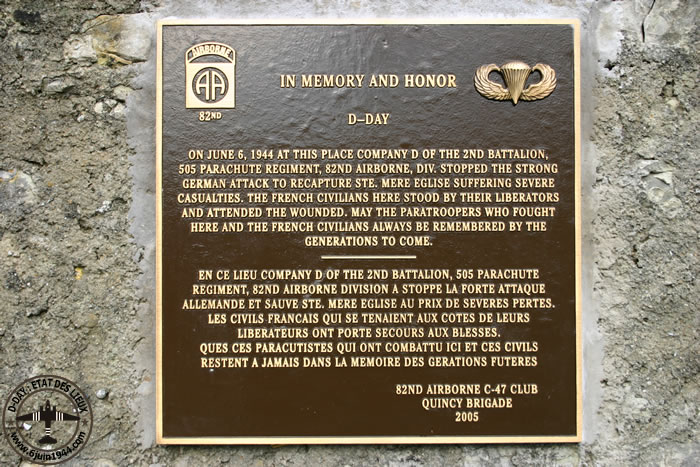 AIRBORNE
AA
82ND
IN MEMORY AND HONOR
D-DAY
ON JUNE 6, 1944 AT THIS PLACE COMPANY D OF THE 2ND BATTALION,
505 PARACHUTE REGIMENT, 82ND AIRBORNE, DIV. STOPPED THE STRONG
GERMAN ATTACK TO RECAPTURE STE. MERE EGLISE SUFFERING SEVERE
CASUALTIES. THE FRENCH CIVILIANS HERE STOOD BY THEIR LIBERATORS
AND ATTENDED THE WOUNDED. MAY THE PARATROOPERS WHO FOUGHT
HERE AND THE FRENCH CIVILIANS ALWAYS BE REMEMBERED BY THE
GENERATIONS TO COME.
EN CE LIEU COMPANY D OF THE 2ND BATTALION, 505 PARACHUTE
REGIMENT, 82ND AIRBORNE DIVISION A STOPPE LA FORTE ATTAQUE
ALLEMANDE ET SAUVE STE. MERE EGLISE AU PRIX DE SEVERES PERTES.
LES CIVILS FRANCAIS QUI SE TENAIENT AUX COTES DE LEURS
LIBERATEURS ONT PORTE SECOURS AUX BLESSES.
QUES CES PARACUTISTES QUI ONT COMBATTU ICI ET CES CIVILS
RESTENT A JAMAIS DANS LA MEMOIRE DES GERATIONS FUTERES
82ND AIRBORNE C-47 CLUB
QUINCY BRIGADE
2005
D-DAY : ETAT DES LIEUX
www.6juin1944.com